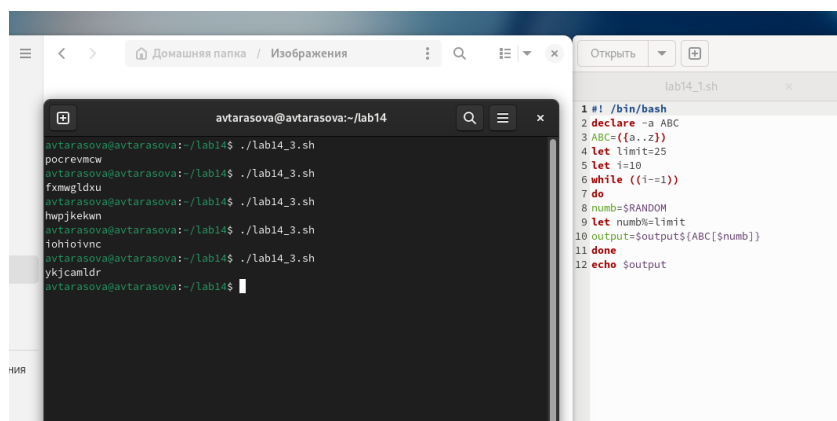 Домашняя папка / Изображения
Открыть
lab14_1.sh
ния
avtarasova@avtarasova:~/lab14
avtarasova@avtarasova:~/lab14$ ./lab14_3.sh
pocrevmcw
avtarasova@avtarasova:~/lab14$ ./lab14_3.sh
fxmwgldxu
avtarasova@avtarasova:~/lab14$ ./lab14_3.sh
hwpjkekwn
avtarasova@avtarasova:~/lab14$ ./lab14_3.sh
iohioivnc
avtarasova@avtarasova:~/lab14$ ./lab14_3.sh
ykjcamldr
avtarasova@avtarasova:~/lab14$
1 #! /bin/bash
2 declare -a ABC
3 ABC=({a..z})
4 let limit=25
5 let i=10
6 while ((i-=1))
7 do
8 numb=$RANDOM
9 let numb%=limit
10 output=$output${ABC[$numb]}
11 done
12 echo $output